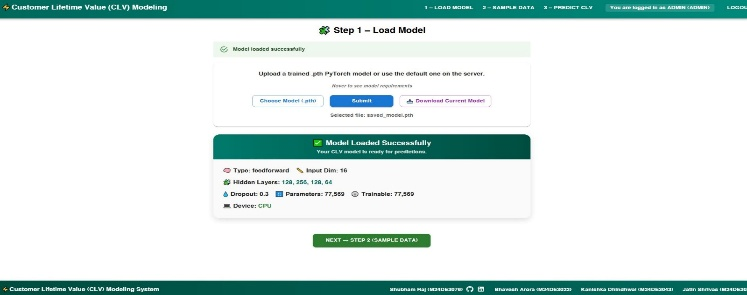 Customer Lifetime Value (CLV) Modeling
1 – LOAD MODEL 2 – SAMPLE DATA 3 – PREDICT CLV You are logged in as ADMIN (ADMIN) LOGOU
Step 1 – Load Model
Model loaded successfully
Upload a trained .pth PyTorch model or use the default one on the server.
Hover to see model requirements
Choose Model (.pth) Submit Download Current Model
Selected file: saved_model.pth
Model Loaded Successfully
Your CLV model is ready for predictions.
Type: feedforward Input Dim: 16
Hidden Layers: 128, 256, 128, 64
Dropout: 0.3 Parameters: 77,569 Trainable: 77,569
Device: CPU
NEXT — STEP 2 (SAMPLE DATA)
Customer Lifetime Value (CLV) Modeling System
Shubham Raj Bhavesh Arora Kanishka Dhindhwal Jatin Shrivas